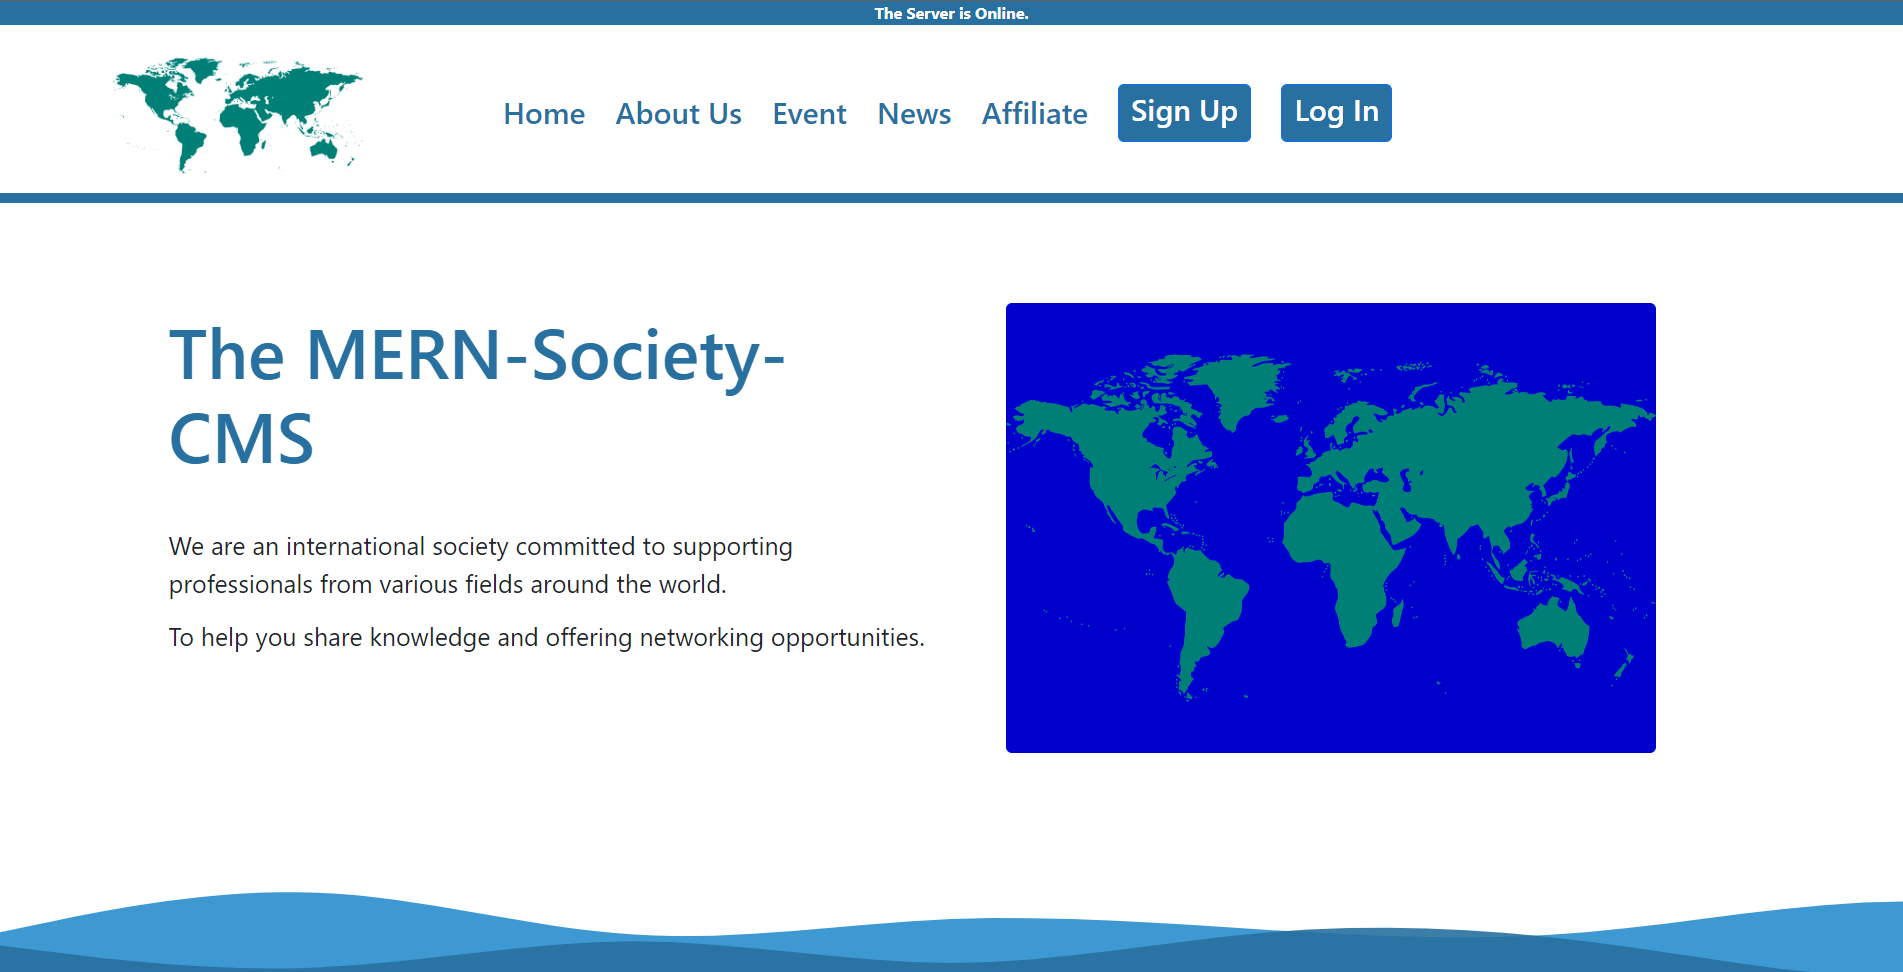 The Server is Online.
Home About Us Event News Affiliate Sign Up Log In
The MERN-Society-
CMS
We are an international society committed to supporting
professionals from various fields around the world.
To help you share knowledge and offering networking opportunities.